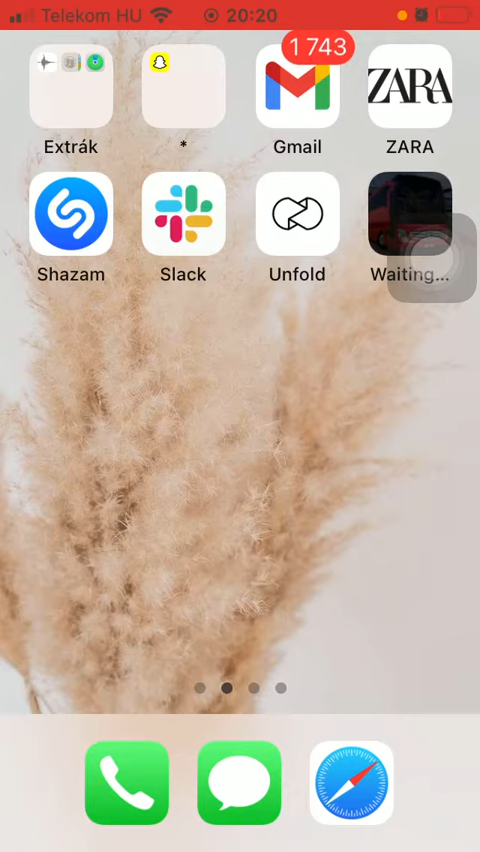 Telekom HU 20:20
1 743
ZARA
Extrák * Gmail ZARA
Shazam Slack Unfold Waiting...